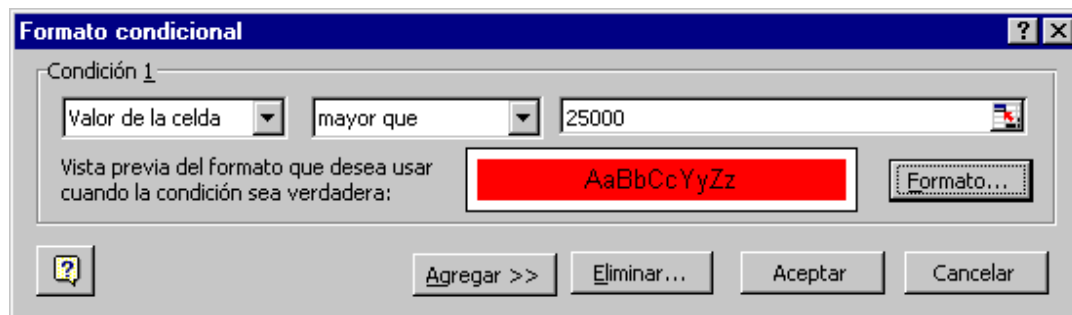 Formato condicional
Condición 1
Valor de la celda mayor que 25000
Vista previa del formato que desea usar
cuando la condición sea verdadera:
AaBbCcYyZz
Formato...
Agregar >> Eliminar... Aceptar Cancelar